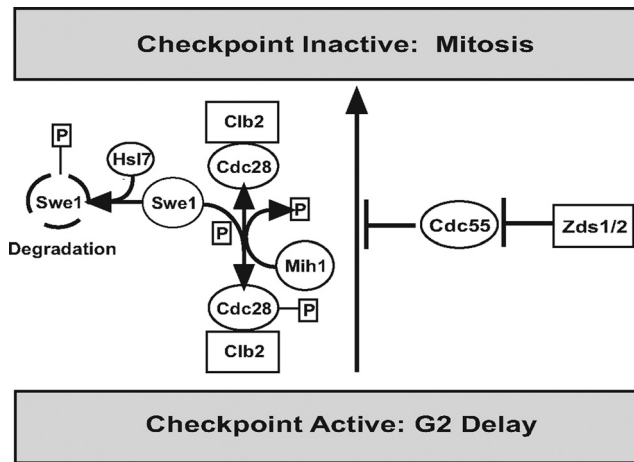 Checkpoint Inactive: Mitosis
Clb2
P
Hsl7
Cdc28
Swe1
Swe1
P
P
Cdc55
Zds1/2
Degradation
Mih1
Cdc28
P
Clb2
Checkpoint Active: G2 Delay